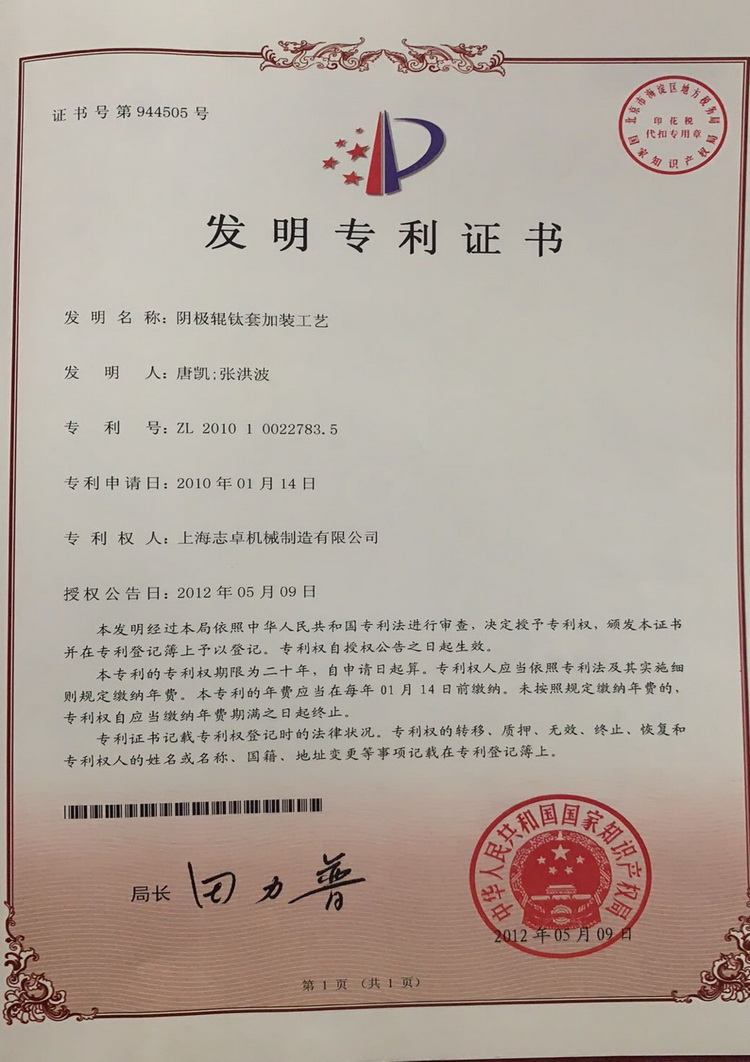 证书号第944505号
北京市海淀区地方税务局
印花税
代扣专用章
国家知识产权局
发明专利证书
发明名称：阴极辊钛套加装工艺
发明人：唐凯;张洪波
专利号：ZL 2010 1 0022783.5
专利申请日：2010年01月14日
专利权人：上海志卓机械制造有限公司
授权公告日：2012年05月09日
本发明经过本局依照中华人民共和国专利法进行审查，决定授予专利权，颁发本证书
并在专利登记簿上予以登记。专利权自授权公告之日起生效。
本专利的专利权期限为二十年，自申请日起算。专利权人应当依照专利法及其实施细
则规定缴纳年费。本专利的年费应当在每年01月14日前缴纳。未按照规定缴纳年费的，
专利权自应当缴纳年费期满之日起终止。
专利证书记载专利权登记时的法律状况。专利权的转移、质押、无效、终止、恢复和
专利权人的姓名或名称、国籍、地址变更等事项记载在专利登记簿上。
局长 田力普
中华人民共和国国家知识产权局
2012年05月09日
第1页（共1页）